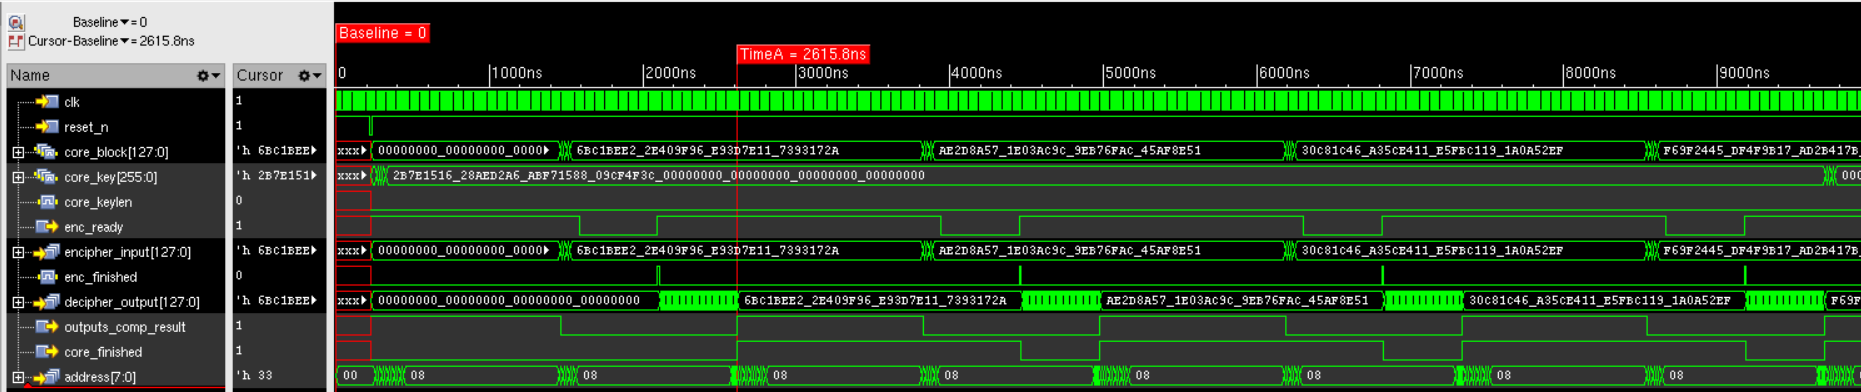 Baseline▼= 0
Cursor-Baseline▼= 2615.8ns
Baseline = 0
TimeA = 2615.8ns
Name Cursor 0 1000ns 2000ns 3000ns 4000ns 5000ns 6000ns 7000ns 8000ns 9000ns
clk 1
reset_n 1
core_block[127:0] 'h 6BC1BEE▶ xxx▶ 00000000_00000000_0000▶ 6BC1BEE2_2E409F96_E93D7E11_7393172A AE2D8A57_1E03AC9C_9EB76FAC_45AF8E51 30C81C46_A35CE411_E5FBC119_1A0A52EF F69F2445_DF4F9B17_AD2B417B
core_key[255:0] 'h 2B7E151▶ xxx▶ 2B7E1516_28AED2A6_ABF71588_09CF4F3C_00000000_00000000_00000000_00000000 000
core_keylen 0
enc_ready 1
encipher_input[127:0] 'h 6BC1BEE▶ xxx▶ 00000000_00000000_0000▶ 6BC1BEE2_2E409F96_E93D7E11_7393172A AE2D8A57_1E03AC9C_9EB76FAC_45AF8E51 30C81C46_A35CE411_E5FBC119_1A0A52EF F69F2445_DF4F9B17_AD2B417B
enc_finished 0
decipher_output[127:0] 'h 6BC1BEE▶ xxx▶ 00000000_00000000_00000000_00000000 6BC1BEE2_2E409F96_E93D7E11_7393172A AE2D8A57_1E03AC9C_9EB76FAC_45AF8E51 30C81C46_A35CE411_E5FBC119_1A0A52EF F69F
outputs_comp_result 1
core_finished 1
address[7:0] 'h 33 00 08 08 08 08 08 08 08 08